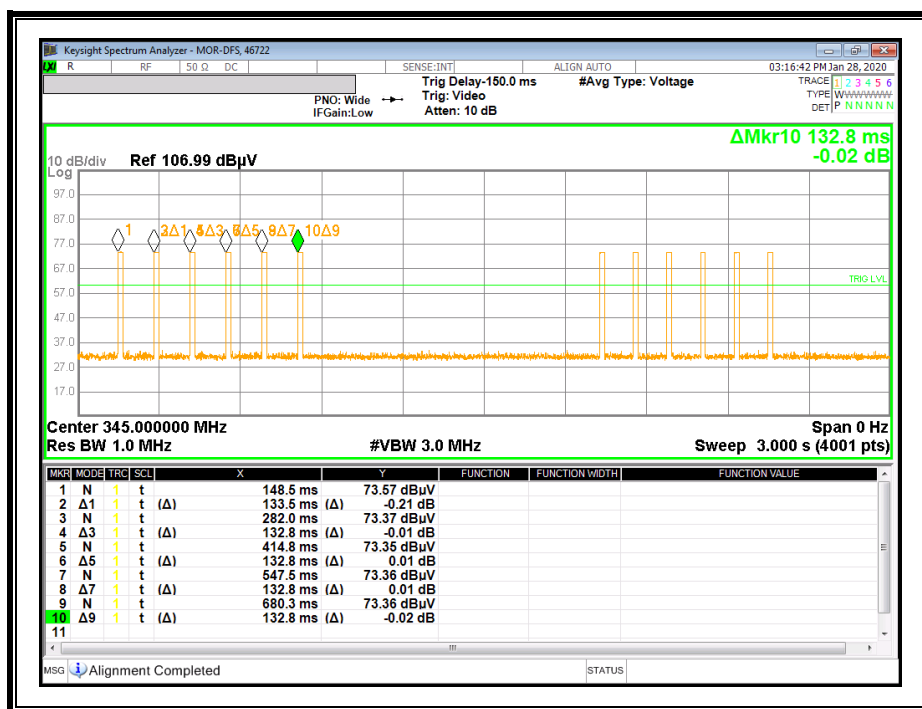 Keysight Spectrum Analyzer - MOR-DFS, 46722
LXI R RF 50 Ω DC SENSE:INT ALIGN AUTO 03:16:42 PM Jan 28, 2020
Trig Delay-150.0 ms #Avg Type: Voltage TRACE 1 2 3 4 5 6
PNO: Wide Trig: Video TYPE WWWWWW
IFGain:Low Atten: 10 dB DET P N N N N N
ΔMkr10 132.8 ms
-0.02 dB
10 dB/div Ref 106.99 dBµV
Log
97.0
87.0
1 2Δ1 4Δ3 6Δ5 8Δ7 10Δ9
77.0
67.0
TRIG LVL
57.0
47.0
37.0
27.0
17.0
Center 345.000000 MHz Span 0 Hz
Res BW 1.0 MHz #VBW 3.0 MHz Sweep 3.000 s (4001 pts)
MKR MODE TRC SCL X Y FUNCTION FUNCTION WIDTH FUNCTION VALUE
1 N 1 t 148.5 ms 73.57 dBµV
2 Δ1 1 t (Δ) 133.5 ms (Δ) -0.21 dB
3 N 1 t 282.0 ms 73.37 dBµV
4 Δ3 1 t (Δ) 132.8 ms (Δ) -0.01 dB
5 N 1 t 414.8 ms 73.35 dBµV
6 Δ5 1 t (Δ) 132.8 ms (Δ) 0.01 dB
7 N 1 t 547.5 ms 73.36 dBµV
8 Δ7 1 t (Δ) 132.8 ms (Δ) 0.01 dB
9 N 1 t 680.3 ms 73.36 dBµV
10 Δ9 1 t (Δ) 132.8 ms (Δ) -0.02 dB
11
MSG Alignment Completed STATUS